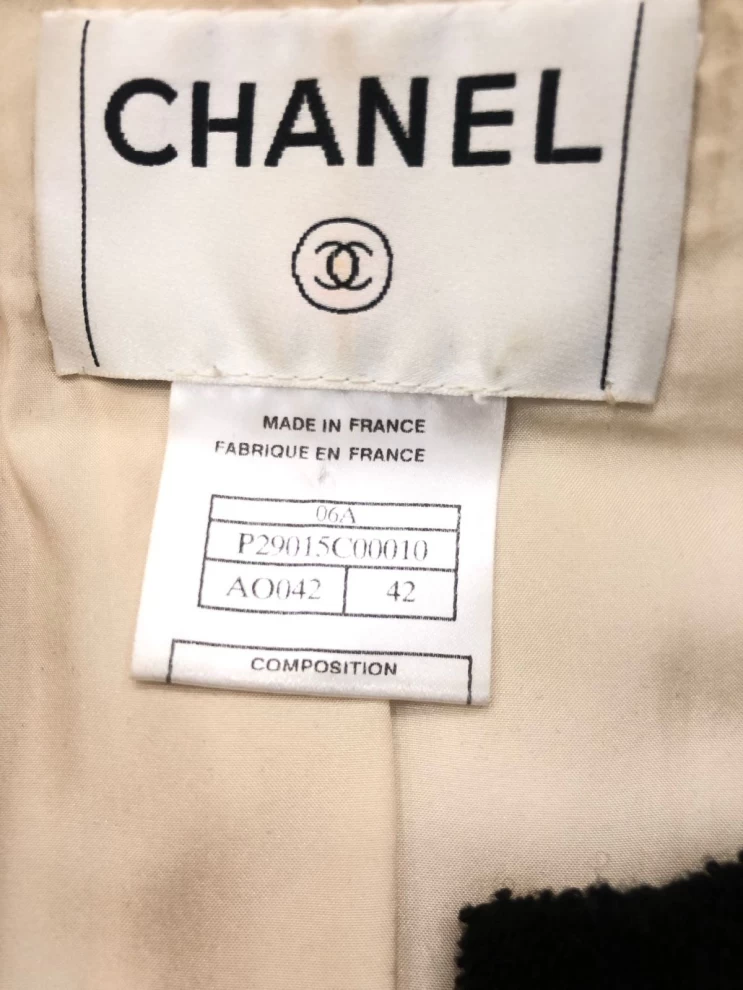 CHANEL
MADE IN FRANCE
FABRIQUE EN FRANCE
06A
P29015C00010
AO042 42
COMPOSITION